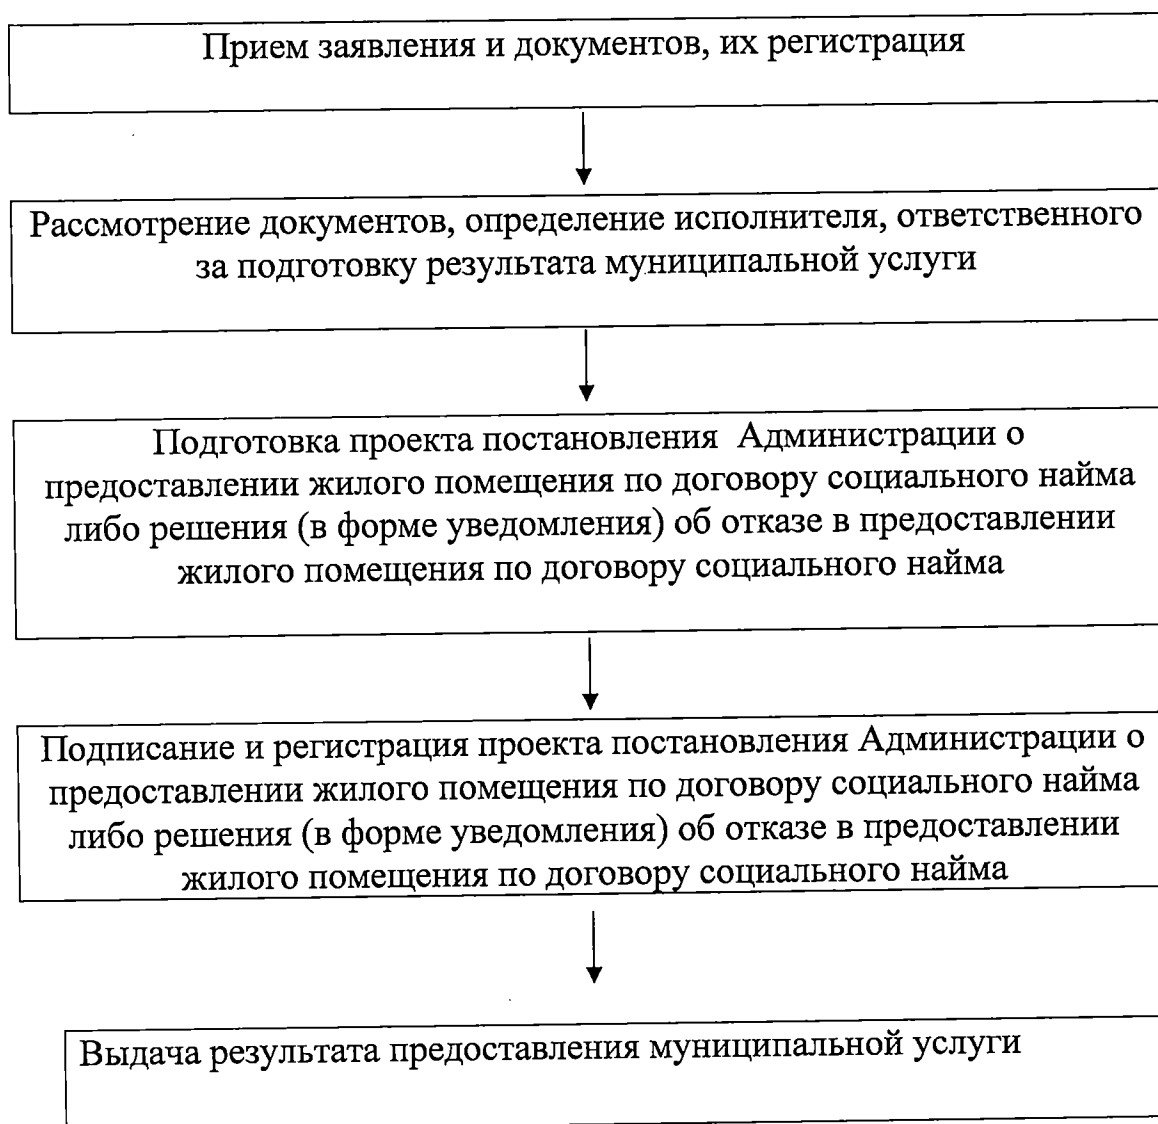 Прием заявления и документов, их регистрация
Рассмотрение документов, определение исполнителя, ответственного
за подготовку результата муниципальной услуги
Подготовка проекта постановления Администрации о
предоставлении жилого помещения по договору социального найма
либо решения (в форме уведомления) об отказе в предоставлении
жилого помещения по договору социального найма
Подписание и регистрация проекта постановления Администрации о
предоставлении жилого помещения по договору социального найма
либо решения (в форме уведомления) об отказе в предоставлении
жилого помещения по договору социального найма
Выдача результата предоставления муниципальной услуги